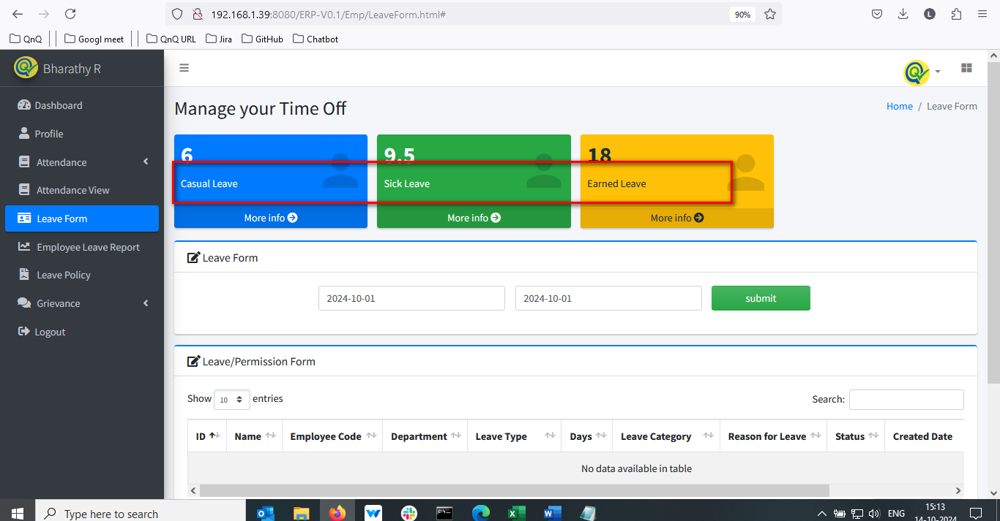 192.168.1.39:8080/ERP-V0.1/Emp/LeaveForm.html#
90%
L
QnQ
Googl meet
QnQ URL
Jira
GitHub
Chatbot
Bharathy R
Dashboard
Profile
Attendance
Attendance View
Leave Form
Employee Leave Report
Leave Policy
Grievance
Logout
Manage your Time Off
Home / Leave Form
6
Casual Leave
More info
9.5
Sick Leave
More info
18
Earned Leave
More info
Leave Form
2024-10-01
2024-10-01
submit
Leave/Permission Form
Show 10 entries
Search:
ID Name Employee Code Department Leave Type Days Leave Category Reason for Leave Status Created Date
No data available in table
Type here to search
ENG
15:13
14-10-2024